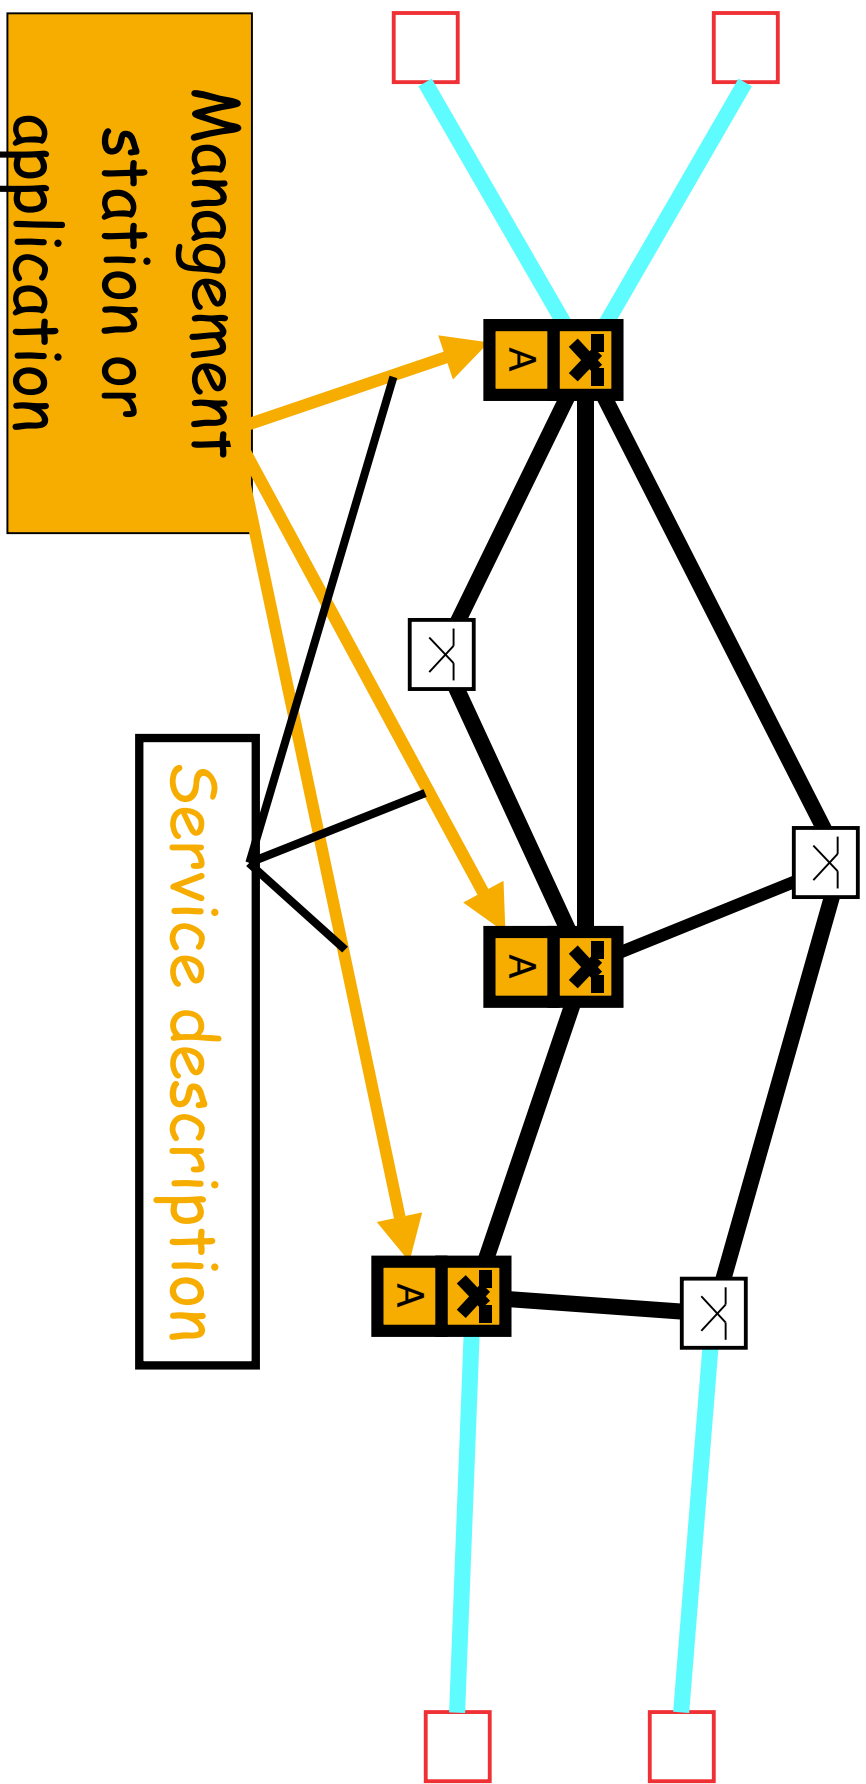 Management
station or
application
A
A
A
Service description